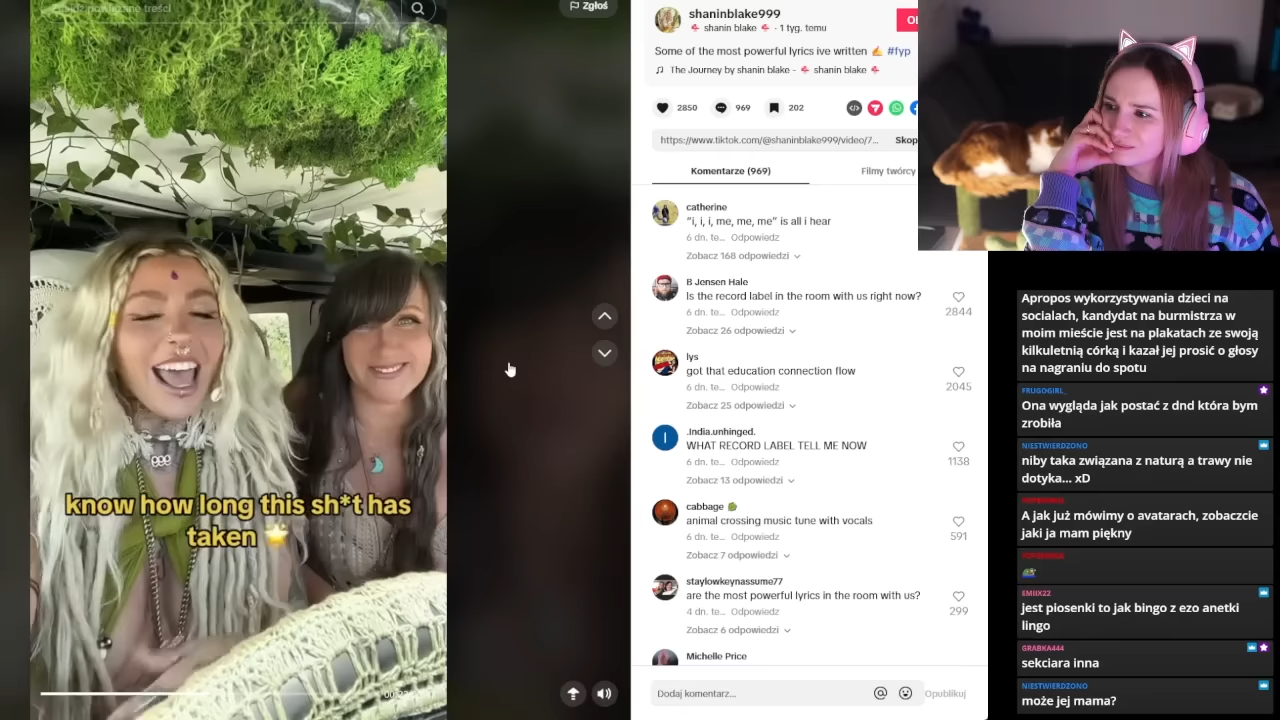 Znajdź powiązane treści
Zgłoś
know how long this sh*t has
taken
shaninblake999
shanin blake · 1 tyg. temu
Some of the most powerful lyrics ive written ✍️ #fyp
The Journey by shanin blake - shanin blake
2850
969
202
https://www.tiktok.com/@shaninblake999/video/7...
Skop
Komentarze (969)
Filmy twórcy
catherine
"i, i, i, me, me, me" is all i hear
6 dn. te... Odpowiedz
Zobacz 168 odpowiedzi
B Jensen Hale
Is the record label in the room with us right now?
6 dn. te... Odpowiedz
2844
Zobacz 26 odpowiedzi
lys
got that education connection flow
6 dn. te... Odpowiedz
2045
Zobacz 25 odpowiedzi
I
.India.unhinged.
WHAT RECORD LABEL TELL ME NOW
6 dn. te... Odpowiedz
1138
Zobacz 13 odpowiedzi
cabbage
animal crossing music tune with vocals
6 dn. te... Odpowiedz
591
Zobacz 7 odpowiedzi
staylowkeynassume77
are the most powerful lyrics in the room with us?
4 dn. te... Odpowiedz
299
Zobacz 6 odpowiedzi
Michelle Price
Dodaj komentarz...
Opublikuj
Apropos wykorzystywania dzieci na
socialach, kandydat na burmistrza w
moim mieście jest na plakatach ze swoją
kilkuletnią córką i kazał jej prosić o głosy
na nagraniu do spotu
FRUGOGIRL_
Ona wygląda jak postać z dnd która bym
zrobiła
NIESTWIERDZONO
niby taka związana z naturą a trawy nie
dotyka... xD
A jak już mówimy o avatarach, zobaczcie
jaki ja mam piękny
EMIIX22
jest piosenki to jak bingo z ezo anetki
lingo
GRABKA444
sekciara inna
NIESTWIERDZONO
może jej mama?